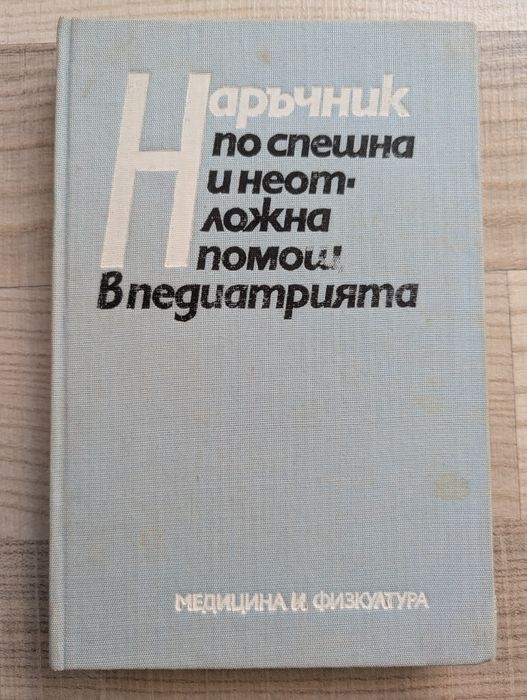 Наръчник
по спешна
и неот-
ложна
помощ
в педиатрията
МЕДИЦИНА И ФИЗКУЛТУРА